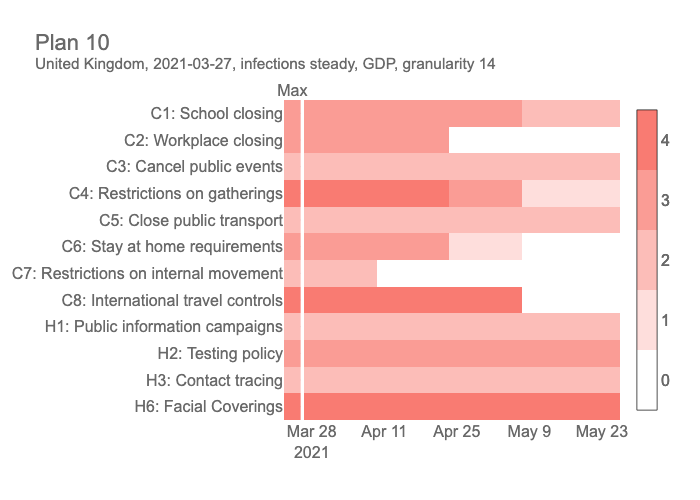 Plan 10
United Kingdom, 2021-03-27, infections steady, GDP, granularity 14
Max
C1: School closing
C2: Workplace closing
C3: Cancel public events
C4: Restrictions on gatherings
C5: Close public transport
C6: Stay at home requirements
C7: Restrictions on internal movement
C8: International travel controls
H1: Public information campaigns
H2: Testing policy
H3: Contact tracing
H6: Facial Coverings
4
3
2
1
0
Mar 28 Apr 11 Apr 25 May 9 May 23
2021